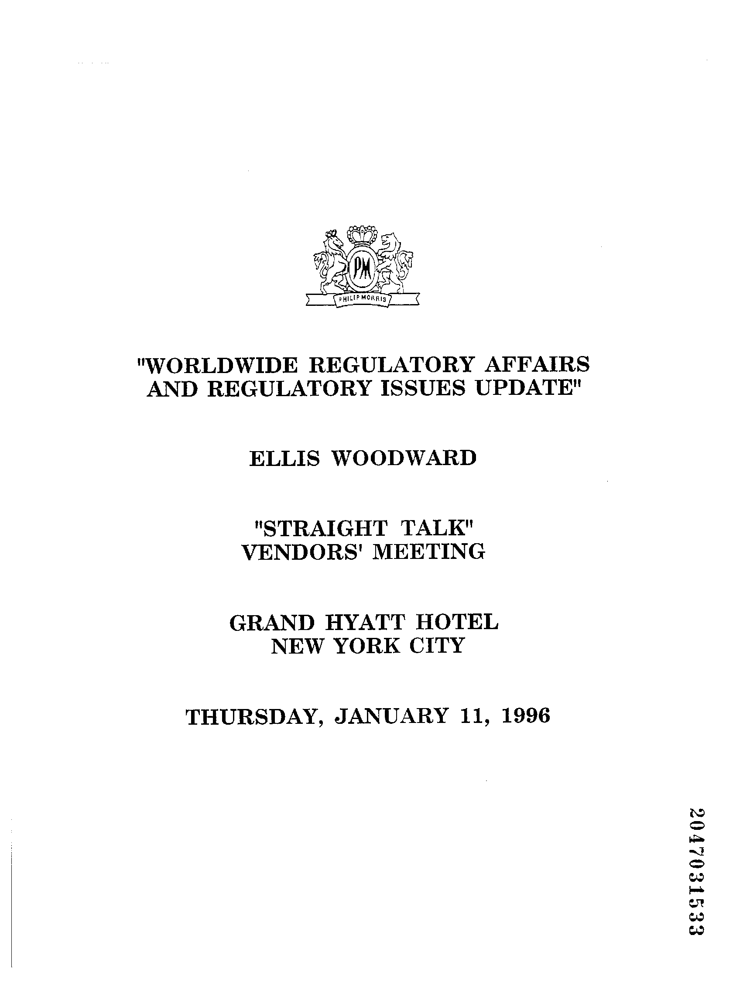 PM
PHILIP MORRIS
"WORLDWIDE REGULATORY AFFAIRS
AND REGULATORY ISSUES UPDATE"
ELLIS WOODWARD
"STRAIGHT TALK"
VENDORS' MEETING
GRAND HYATT HOTEL
NEW YORK CITY
THURSDAY, JANUARY 11, 1996
2047031533